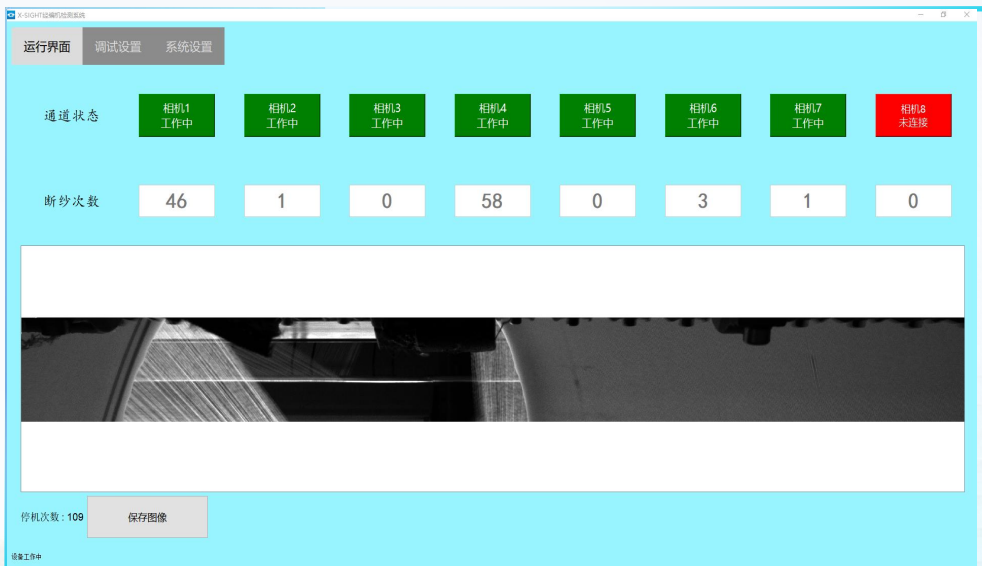 X-SIGHT经编机检测系统
运行界面 调试设置 系统设置
通道状态
相机1 相机2 相机3 相机4 相机5 相机6 相机7 相机8
工作中 工作中 工作中 工作中 工作中 工作中 工作中 未连接
断纱次数 46 1 0 58 0 3 1 0
停机次数 : 109 保存图像
设备工作中